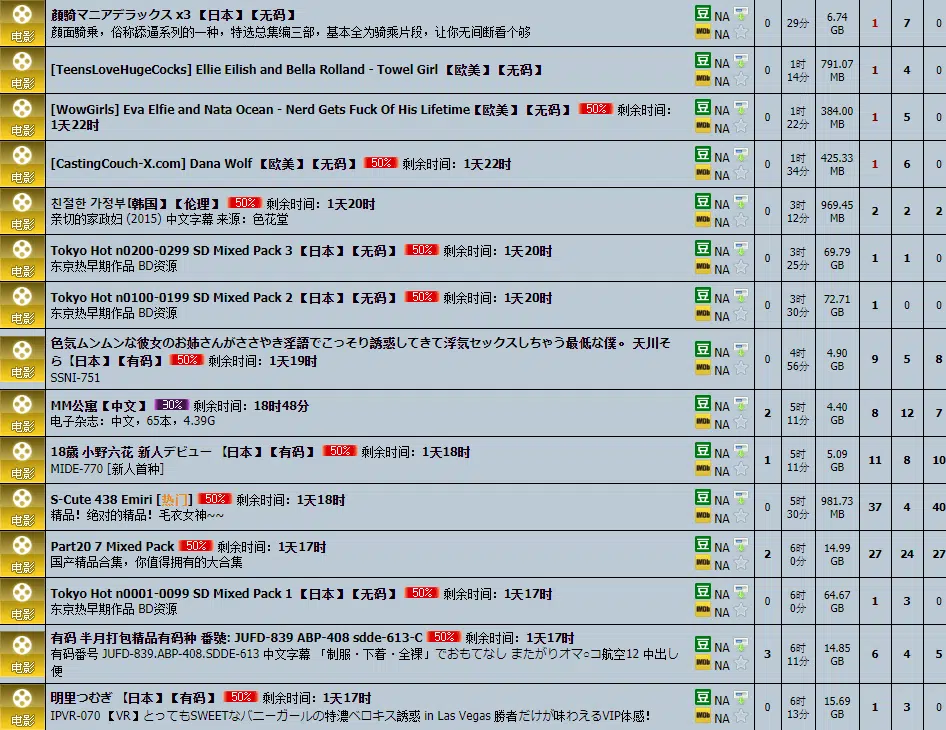 顔騎マニアデラックス x3 【日本】【无码】
颜面骑乘，俗称舔逼系列的一种，特选总集编三部，基本全为骑乘片段，让你无间断看个够
电影 豆 NA IMDb NA 0 29分 6.74 GB 1 7 0
[TeensLoveHugeCocks] Ellie Eilish and Bella Rolland - Towel Girl 【欧美】【无码】
电影 豆 NA IMDb NA 0 1时 14分 791.07 MB 1 4 0
[WowGirls] Eva Elfie and Nata Ocean - Nerd Gets Fuck Of His Lifetime【欧美】【无码】 50% 剩余时间：
1天22时
电影 豆 NA IMDb NA 0 1时 22分 384.00 MB 1 5 0
[CastingCouch-X.com] Dana Wolf 【欧美】【无码】 50% 剩余时间：1天22时
电影 豆 NA IMDb NA 0 1时 34分 425.33 MB 1 6 0
친절한 가정부[韩国】【伦理】 50% 剩余时间：1天20时
亲切的家政妇 (2015) 中文字幕 来源：色花堂
电影 豆 NA IMDb NA 0 3时 12分 969.45 MB 2 2 2
Tokyo Hot n0200-0299 SD Mixed Pack 3 【日本】【无码】 50% 剩余时间：1天20时
东京热早期作品 BD资源
电影 豆 NA IMDb NA 0 3时 25分 69.79 GB 1 1 0
Tokyo Hot n0100-0199 SD Mixed Pack 2 【日本】【无码】 50% 剩余时间：1天20时
东京热早期作品 BD资源
电影 豆 NA IMDb NA 0 3时 30分 72.71 GB 1 0 0
色気ムンムンな彼女のお姉さんがささやき淫語でこっそり誘惑してきて浮気セックスしちゃう最低な僕。 天川そ
ら【日本】【有码】 50% 剩余时间：1天19时
SSNI-751
电影 豆 NA IMDb NA 0 4时 56分 4.90 GB 9 5 8
MM公寓【中文】 30% 剩余时间：18时48分
电子杂志：中文，65本，4.39G
电影 豆 NA IMDb NA 2 5时 11分 4.40 GB 8 12 7
18歳 小野六花 新人デビュー 【日本】【有码】 50% 剩余时间：1天18时
MIDE-770 [新人首种]
电影 豆 NA IMDb NA 1 5时 11分 5.09 GB 11 8 10
S-Cute 438 Emiri [热门] 50% 剩余时间：1天18时
精品！绝对的精品！毛衣女神~~
电影 豆 NA IMDb NA 0 5时 30分 981.73 MB 37 4 40
Part20 7 Mixed Pack 50% 剩余时间：1天17时
国产精品合集，你值得拥有的大合集
电影 豆 NA IMDb NA 2 6时 0分 14.99 GB 27 24 27
Tokyo Hot n0001-0099 SD Mixed Pack 1 【日本】【无码】 50% 剩余时间：1天17时
东京热早期作品 BD资源
电影 豆 NA IMDb NA 0 6时 0分 64.67 GB 1 3 0
有码 半月打包精品有码种 番號: JUFD-839 ABP-408 sdde-613-C 50% 剩余时间：1天17时
有码番号 JUFD-839.ABP-408.SDDE-613 中文字幕 「制服・下着・全裸」でおもてなし またがりオマ○コ航空12 中出し
便
电影 豆 NA IMDb NA 3 6时 11分 14.85 GB 6 4 5
明里つむぎ 【日本】【有码】 50% 剩余时间：1天17时
IPVR-070 【VR】とってもSWEETなバニーガールの特濃ベロキス誘惑 in Las Vegas 勝者だけが味わえるVIP体感！
电影 豆 NA IMDb NA 0 6时 13分 15.69 GB 1 3 0